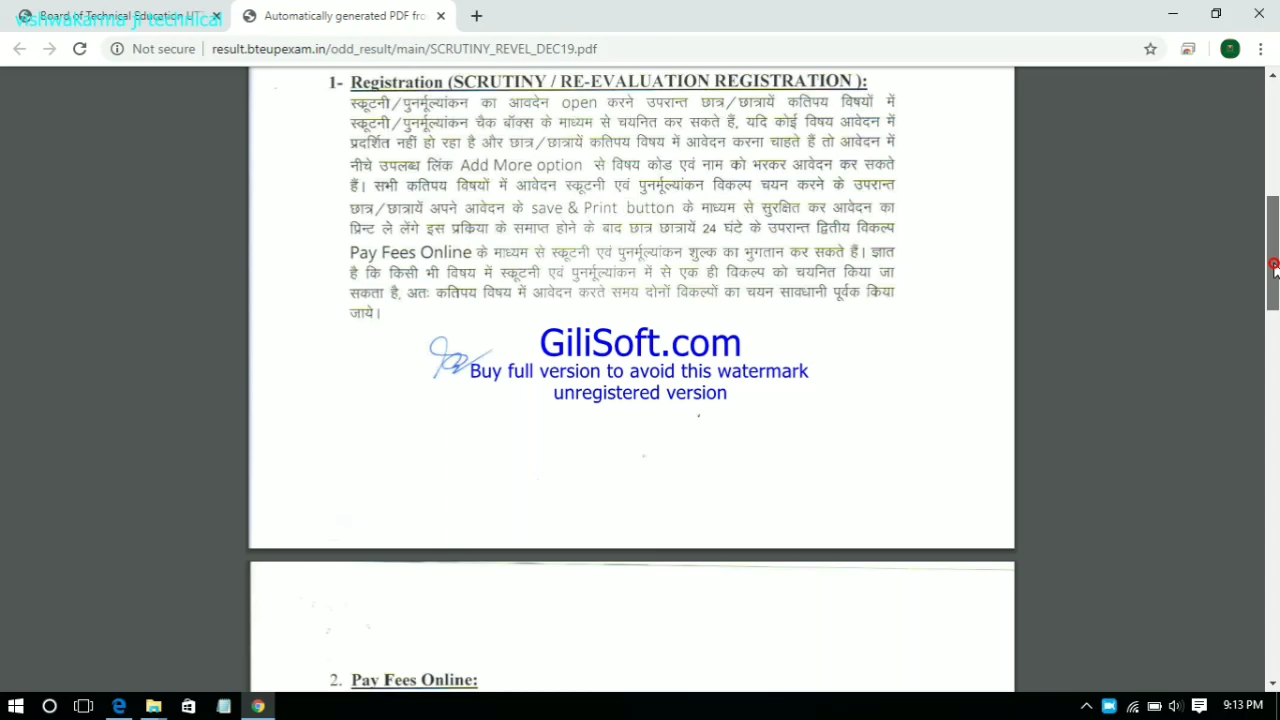 Board of Technical Education UT
vishwakarma ji technical
Automatically generated PDF fro
Not secure | result.bteupexam.in/odd_result/main/SCRUTINY_REVEL_DEC19.pdf
1- Registration (SCRUTINY / RE-EVALUATION REGISTRATION ):
स्कूटनी/पुनर्मूल्यांकन का आवदेन open करने उपरान्त छात्र/छात्रायें कतिपय विषयों में
स्कूटनी/पुनर्मूल्यांकन चैक बॉक्स के माध्यम से चयनित कर सकते हैं, यदि कोई विषय आवेदन में
प्रदर्शित नहीं हो रहा है और छात्र/छात्रायें कतिपय विषय में आवेदन करना चाहते हैं तो आवेदन में
नीचे उपलब्ध लिंक Add More option से विषय कोड एवं नाम को भरकर आवेदन कर सकते
हैं। सभी कतिपय विषयों में आवेदन स्कूटनी एवं पुनर्मूल्यांकन विकल्प चयन करने के उपरान्त
छात्र/छात्रायें अपने आवेदन के save & Print button के माध्यम से सुरक्षित कर आवेदन का
प्रिन्ट ले लेंगे इस प्रकिया के समाप्त होने के बाद छात्र छात्रायें 24 घंटे के उपरान्त द्वितीय विकल्प
Pay Fees Online के माध्यम से स्कूटनी एवं पुनर्मूल्यांकन शुल्क का भुगतान कर सकते हैं। ज्ञात
है कि किसी भी विषय में स्कूटनी एवं पुनर्मूल्यांकन में से एक ही विकल्प को चयनित किया जा
सकता है, अतः कतिपय विषय में आवेदन करते समय दोनों विकल्पों का चयन सावधानी पूर्वक किया
जाये।
GiliSoft.com
Buy full version to avoid this watermark
unregistered version
2. Pay Fees Online:
9:13 PM